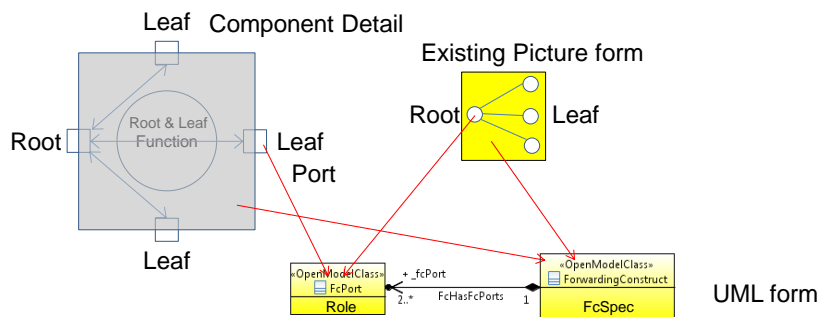 Leaf
Component Detail
Existing Picture form
Root & Leaf
Function
Root
Leaf
Port
Root
Leaf
Leaf
«OpenModelClass»
FcPort
Role
+ _fcPort
2..*
FcHasFcPorts
1
«OpenModelClass»
ForwardingConstruct
FcSpec
UML form